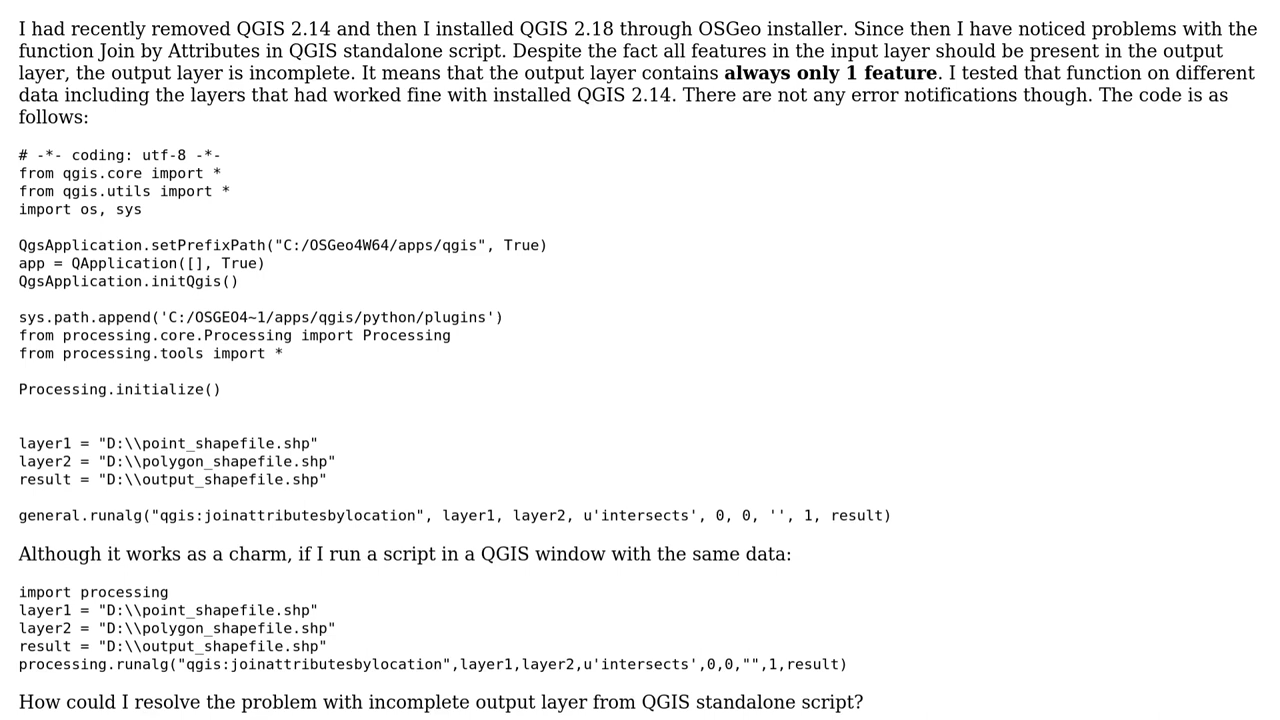 I had recently removed QGIS 2.14 and then I installed QGIS 2.18 through OSGeo installer. Since then I have noticed problems with the
function Join by Attributes in QGIS standalone script. Despite the fact all features in the input layer should be present in the output
layer, the output layer is incomplete. It means that the output layer contains always only 1 feature. I tested that function on different
data including the layers that had worked fine with installed QGIS 2.14. There are not any error notifications though. The code is as
follows:
# -*- coding: utf-8 -*-
from qgis.core import *
from qgis.utils import *
import os, sys
QgsApplication.setPrefixPath("C:/OSGeo4W64/apps/qgis", True)
app = QApplication([], True)
QgsApplication.initQgis()
sys.path.append('C:/OSGEO4~1/apps/qgis/python/plugins')
from processing.core.Processing import Processing
from processing.tools import *
Processing.initialize()
layer1 = "D:\\point_shapefile.shp"
layer2 = "D:\\polygon_shapefile.shp"
result = "D:\\output_shapefile.shp"
general.runalg("qgis:joinattributesbylocation", layer1, layer2, u'intersects', 0, 0, '', 1, result)
Although it works as a charm, if I run a script in a QGIS window with the same data:
import processing
layer1 = "D:\\point_shapefile.shp"
layer2 = "D:\\polygon_shapefile.shp"
result = "D:\\output_shapefile.shp"
processing.runalg("qgis:joinattributesbylocation",layer1,layer2,u'intersects',0,0,"",1,result)
How could I resolve the problem with incomplete output layer from QGIS standalone script?